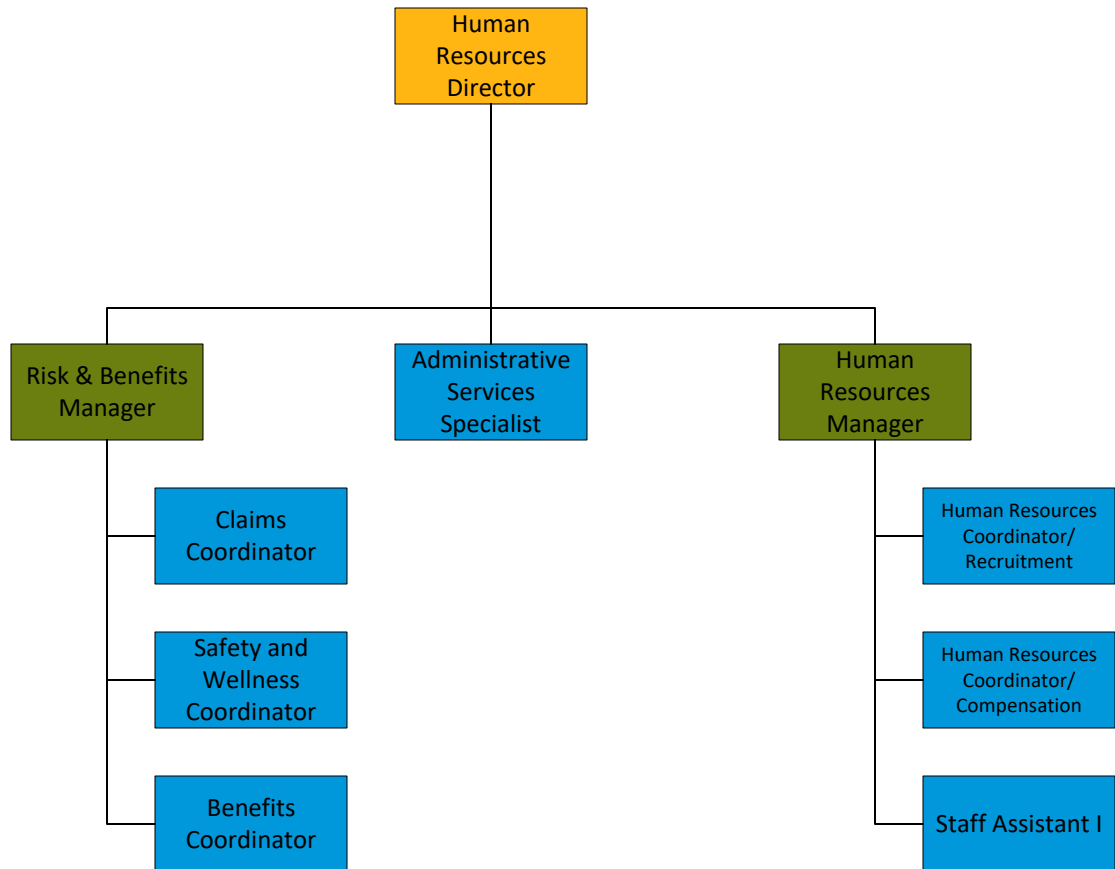 Human
Resources
Director
Risk & Benefits
Manager
Administrative
Services
Specialist
Human
Resources
Manager
Claims
Coordinator
Human Resources
Coordinator/
Recruitment
Safety and
Wellness
Coordinator
Human Resources
Coordinator/
Compensation
Benefits
Coordinator
Staff Assistant I